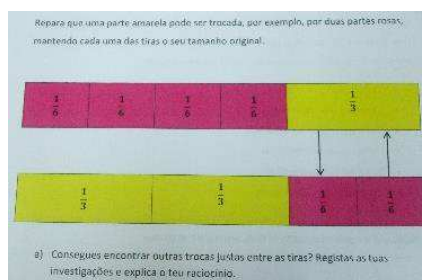 Repara que uma parte amarela pode ser trocada, por exemplo, por duas partes rosas,
mantendo cada uma das tiras o seu tamanho original.
1/6 1/6 1/6 1/6 1/3
1/3 1/3 1/6 1/6
a) Consegues encontrar outras trocas justas entre as tiras? Registas as tuas
investigações e explica o teu raciocínio.